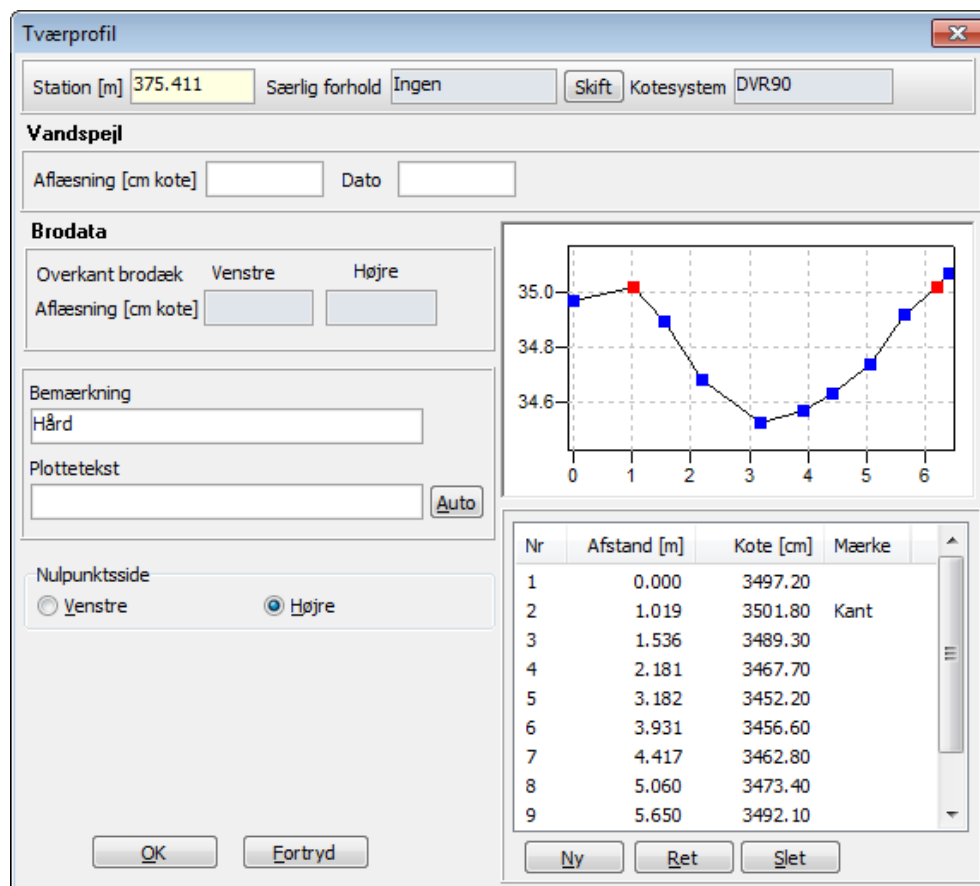 Tværprofil
Station [m] 375.411 Særlig forhold Ingen Skift Kotesystem DVR90
Vandspejl
Aflæsning [cm kote] Dato
Brodata
Overkant brodæk Venstre Højre
Aflæsning [cm kote]
Bemærkning
Hård
Plottetekst
Auto
Nulpunktsside
Venstre Højre
OK Fortryd
35.0
34.8
34.6
0 1 2 3 4 5 6
Nr Afstand [m] Kote [cm] Mærke
1 0.000 3497.20
2 1.019 3501.80 Kant
3 1.536 3489.30
4 2.181 3467.70
5 3.182 3452.20
6 3.931 3456.60
7 4.417 3462.80
8 5.060 3473.40
9 5.650 3492.10
Ny Ret Slet